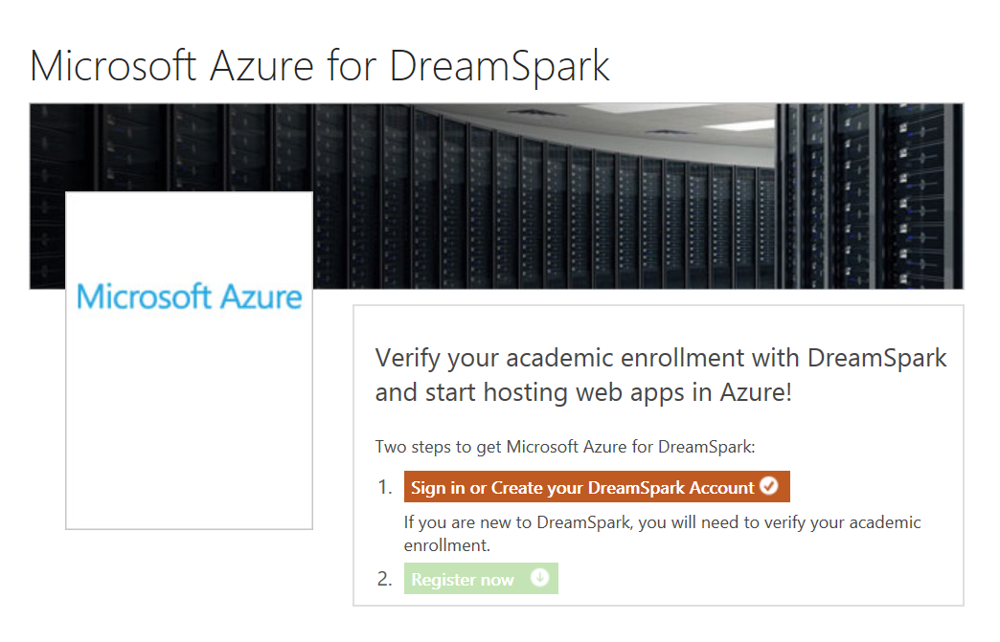 Microsoft Azure for DreamSpark
Microsoft Azure
Verify your academic enrollment with DreamSpark
and start hosting web apps in Azure!
Two steps to get Microsoft Azure for DreamSpark:
1. Sign in or Create your DreamSpark Account
If you are new to DreamSpark, you will need to verify your academic
enrollment.
2. Register now